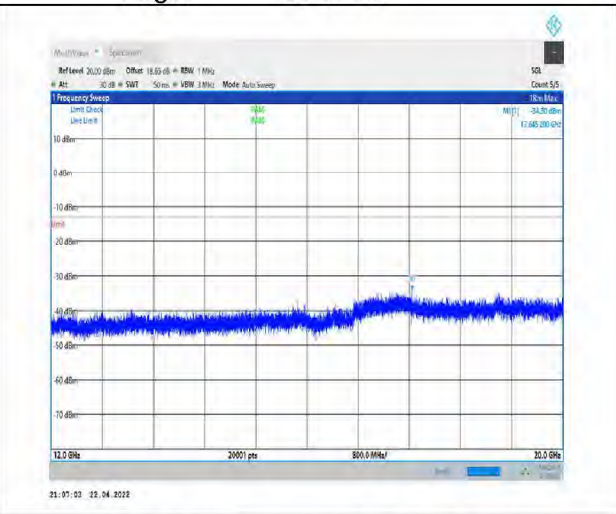 MultiView Spectrum
Ref Level 20.00 dBm Offset 18.65 dB RBW 1 MHz SGL
Att 30 dB SWT 50 ms VBW 3 MHz Mode Auto Sweep Count 5/5
1 Frequency Sweep 1Rm Max
Limit Check PASS M1[1] -34.30 dBm
Line Limit PASS 17.645 200 GHz
10 dBm
0 dBm
-10 dBm
Limit
-20 dBm
-30 dBm
-40 dBm
-50 dBm
-60 dBm
-70 dBm
12.0 GHz 20001 pts 800.0 MHz/ 20.0 GHz
21:07:03 22.04.2022